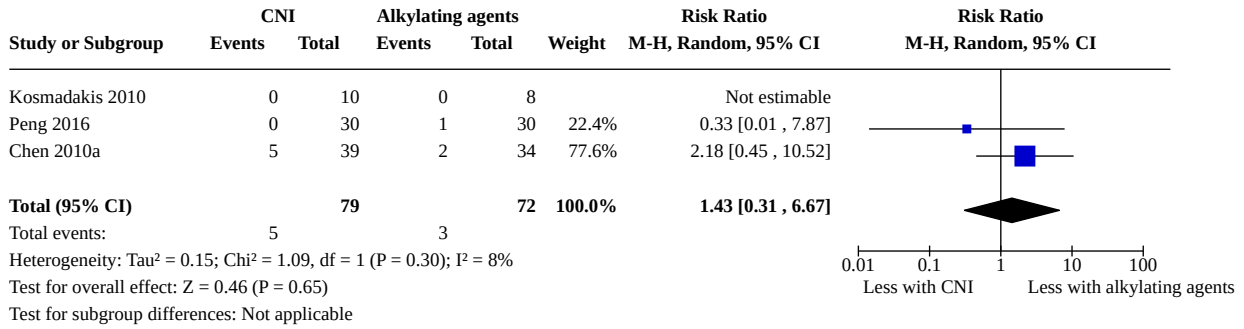 CNI Alkylating agents Risk Ratio Risk Ratio
Study or Subgroup Events Total Events Total Weight M-H, Random, 95% CI M-H, Random, 95% CI
Kosmadakis 2010 0 10 0 8 Not estimable
Peng 2016 0 30 1 30 22.4% 0.33 [0.01 , 7.87]
Chen 2010a 5 39 2 34 77.6% 2.18 [0.45 , 10.52]
Total (95% CI) 79 72 100.0% 1.43 [0.31 , 6.67]
Total events: 5 3
Heterogeneity: Tau² = 0.15; Chi² = 1.09, df = 1 (P = 0.30); I² = 8%
0.01 0.1 1 10 100
Test for overall effect: Z = 0.46 (P = 0.65) Less with CNI Less with alkylating agents
Test for subgroup differences: Not applicable